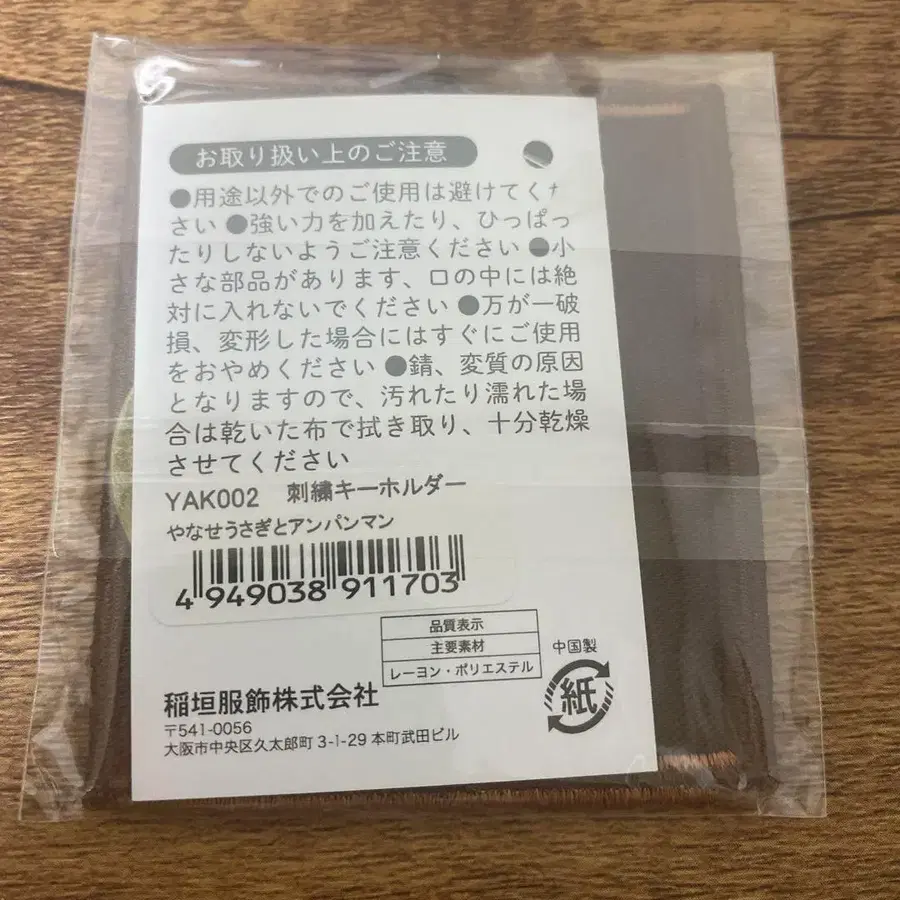 お取り扱い上のご注意
●用途以外でのご使用は避けてくだ
さい ●強い力を加えたり、ひっぱっ
たりしないようご注意ください ●小
さな部品があります、口の中には絶
対に入れないでください ●万が一破
損、変形した場合にはすぐにご使用
をおやめください ●錆、変質の原因
となりますので、汚れたり濡れた場
合は乾いた布で拭き取り、十分乾燥
させてください
YAK002 刺繍キーホルダー
やなせうさぎとアンパンマン
4 949038 911703
品質表示
主要素材
レーヨン・ポリエステル
中国製
紙
稲垣服飾株式会社
〒541-0056
大阪市中央区久太郎町 3-1-29 本町武田ビル